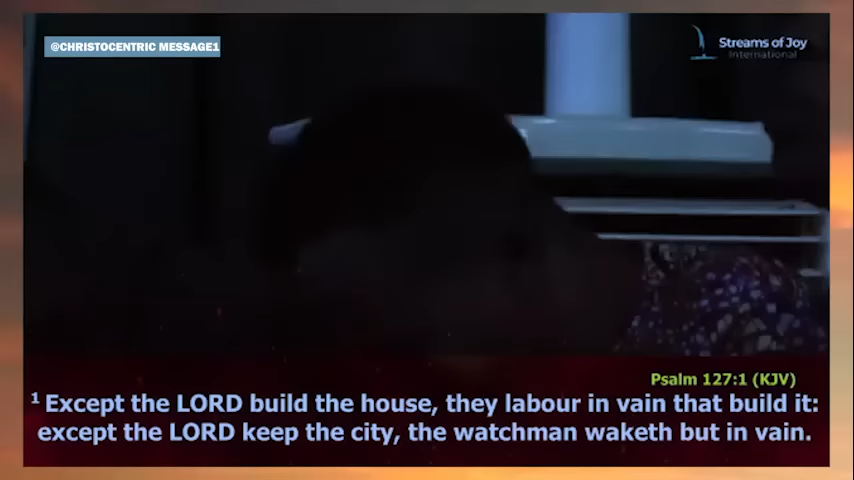 @CHRISTOCENTRIC MESSAGE1
Streams of Joy
International
Psalm 127:1 (KJV)
1 Except the LORD build the house, they labour in vain that build it:
except the LORD keep the city, the watchman waketh but in vain.